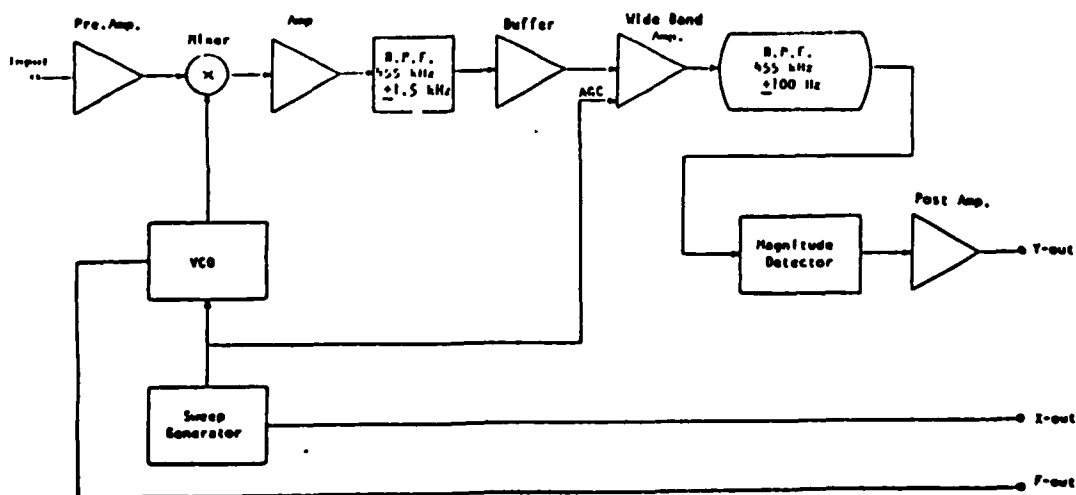 Pre.Amp.
Mixer
Amp
Buffer
Wide Band
Amp.
Input
X
B.P.F.
455 kHz
±1.5 kHz
AGC
B.P.F.
455 kHz
±100 Hz
Post Amp.
VCO
Magnitude
Detector
Y-out
Sweep
Generator
X-out
F-out